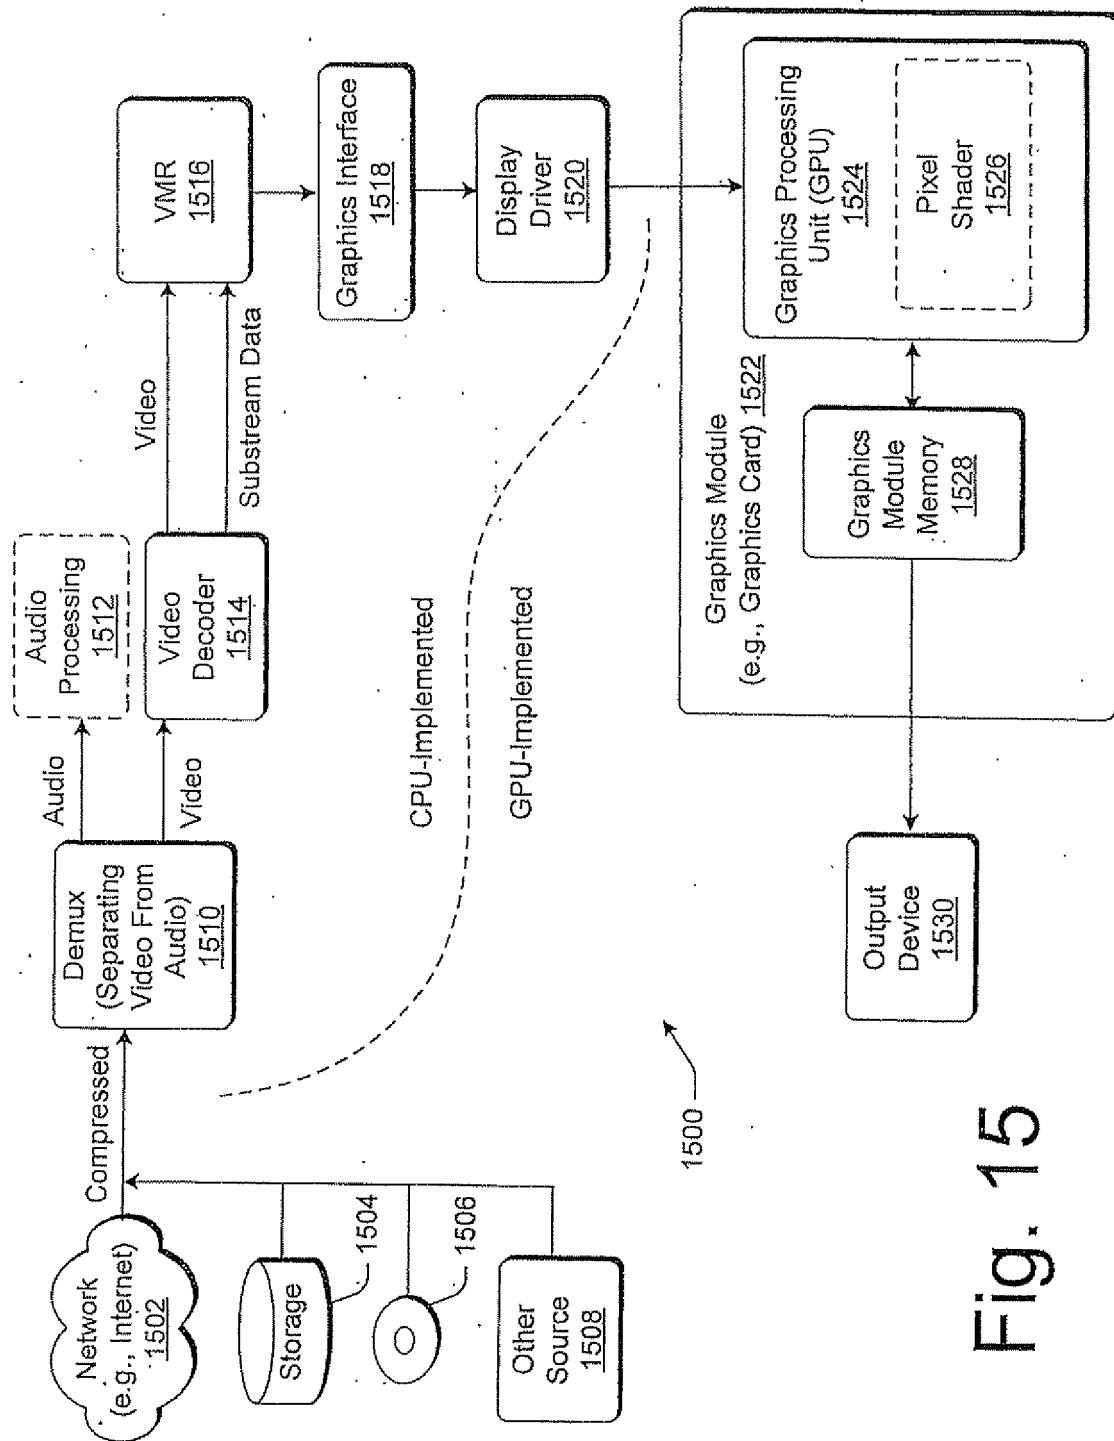 Network
(e.g., Internet)
1502
Storage
1504
1506
Other
Source
1508
Compressed
Demux
(Separating
Video From
Audio)
1510
Audio
Video
Audio
Processing
1512
Video
Decoder
1514
Video
Substream Data
VMR
1516
Graphics Interface
1518
Display
Driver
1520
CPU-Implemented
GPU-Implemented
Graphics Module
(e.g., Graphics Card) 1522
Graphics Processing
Unit (GPU)
1524
Pixel
Shader
1526
Graphics
Module
Memory
1528
Output
Device
1530
1500
Fig. 15